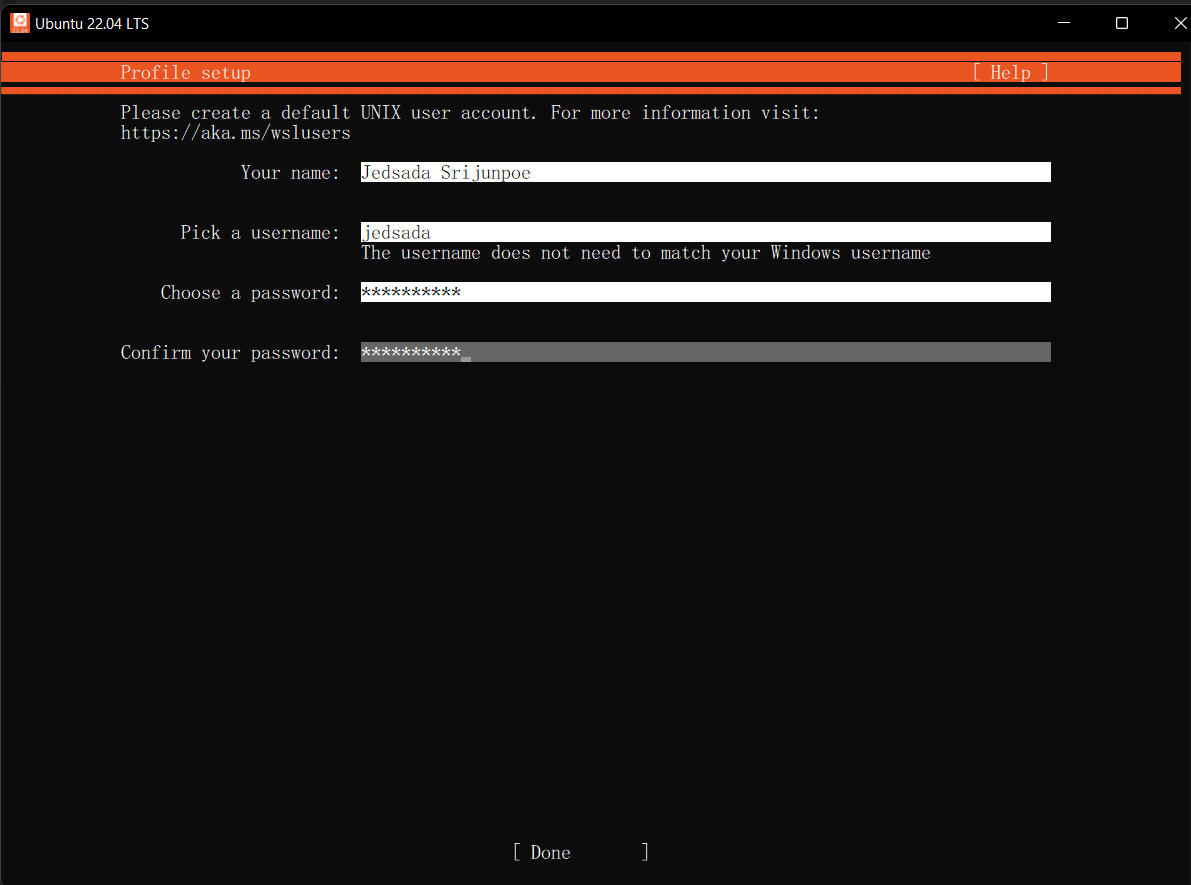 Ubuntu 22.04 LTS
Profile setup [ Help ]
Please create a default UNIX user account. For more information visit:
https://aka.ms/wslusers
Your name: Jedsada Srijunpoe
Pick a username: jedsada
The username does not need to match your Windows username
Choose a password: **********
Confirm your password: **********_
[ Done ]